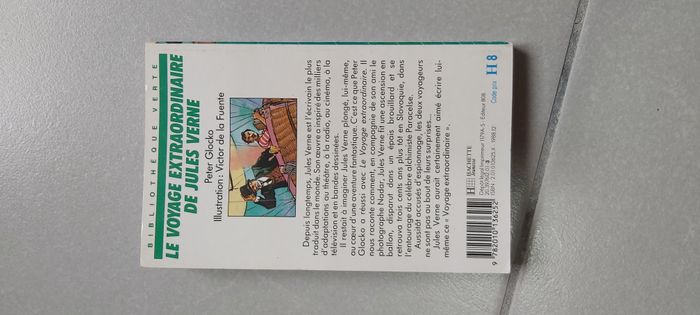 BIBLIOTHÈQUE VERTE
LE VOYAGE EXTRAORDINAIRE
DE JULES VERNE
Peter Glocko
Illustration : Victor de la Fuente
Depuis longtemps, Jules Verne est l'écrivain le plus
traduit dans le monde. Son œuvre a inspiré des milliers
d'adaptations au théâtre, à la radio, au cinéma, à la
télévision et en bandes dessinées.
Il restait à imaginer Jules Verne plongé, lui-même,
au cœur d'une aventure fantastique. C'est ce que Peter
Glocko a réussi avec Le Voyage extraordinaire. Il
nous raconte comment, en compagnie de son ami le
photographe Nadar, Jules Verne fit une ascension en
ballon, disparut dans un épais brouillard et se
retrouva trois cents ans plus tôt en Slovaquie, dans
l'entourage du célèbre alchimiste Paracelse.
Aussitôt accusés d'espionnage, les deux voyageurs
ne sont pas au bout de leurs surprises...
Jules Verne aurait certainement aimé écrire lui-
même ce « Voyage extraordinaire ».
H HACHETTE
Jeunesse
Code prix H 8
9 782010 136252